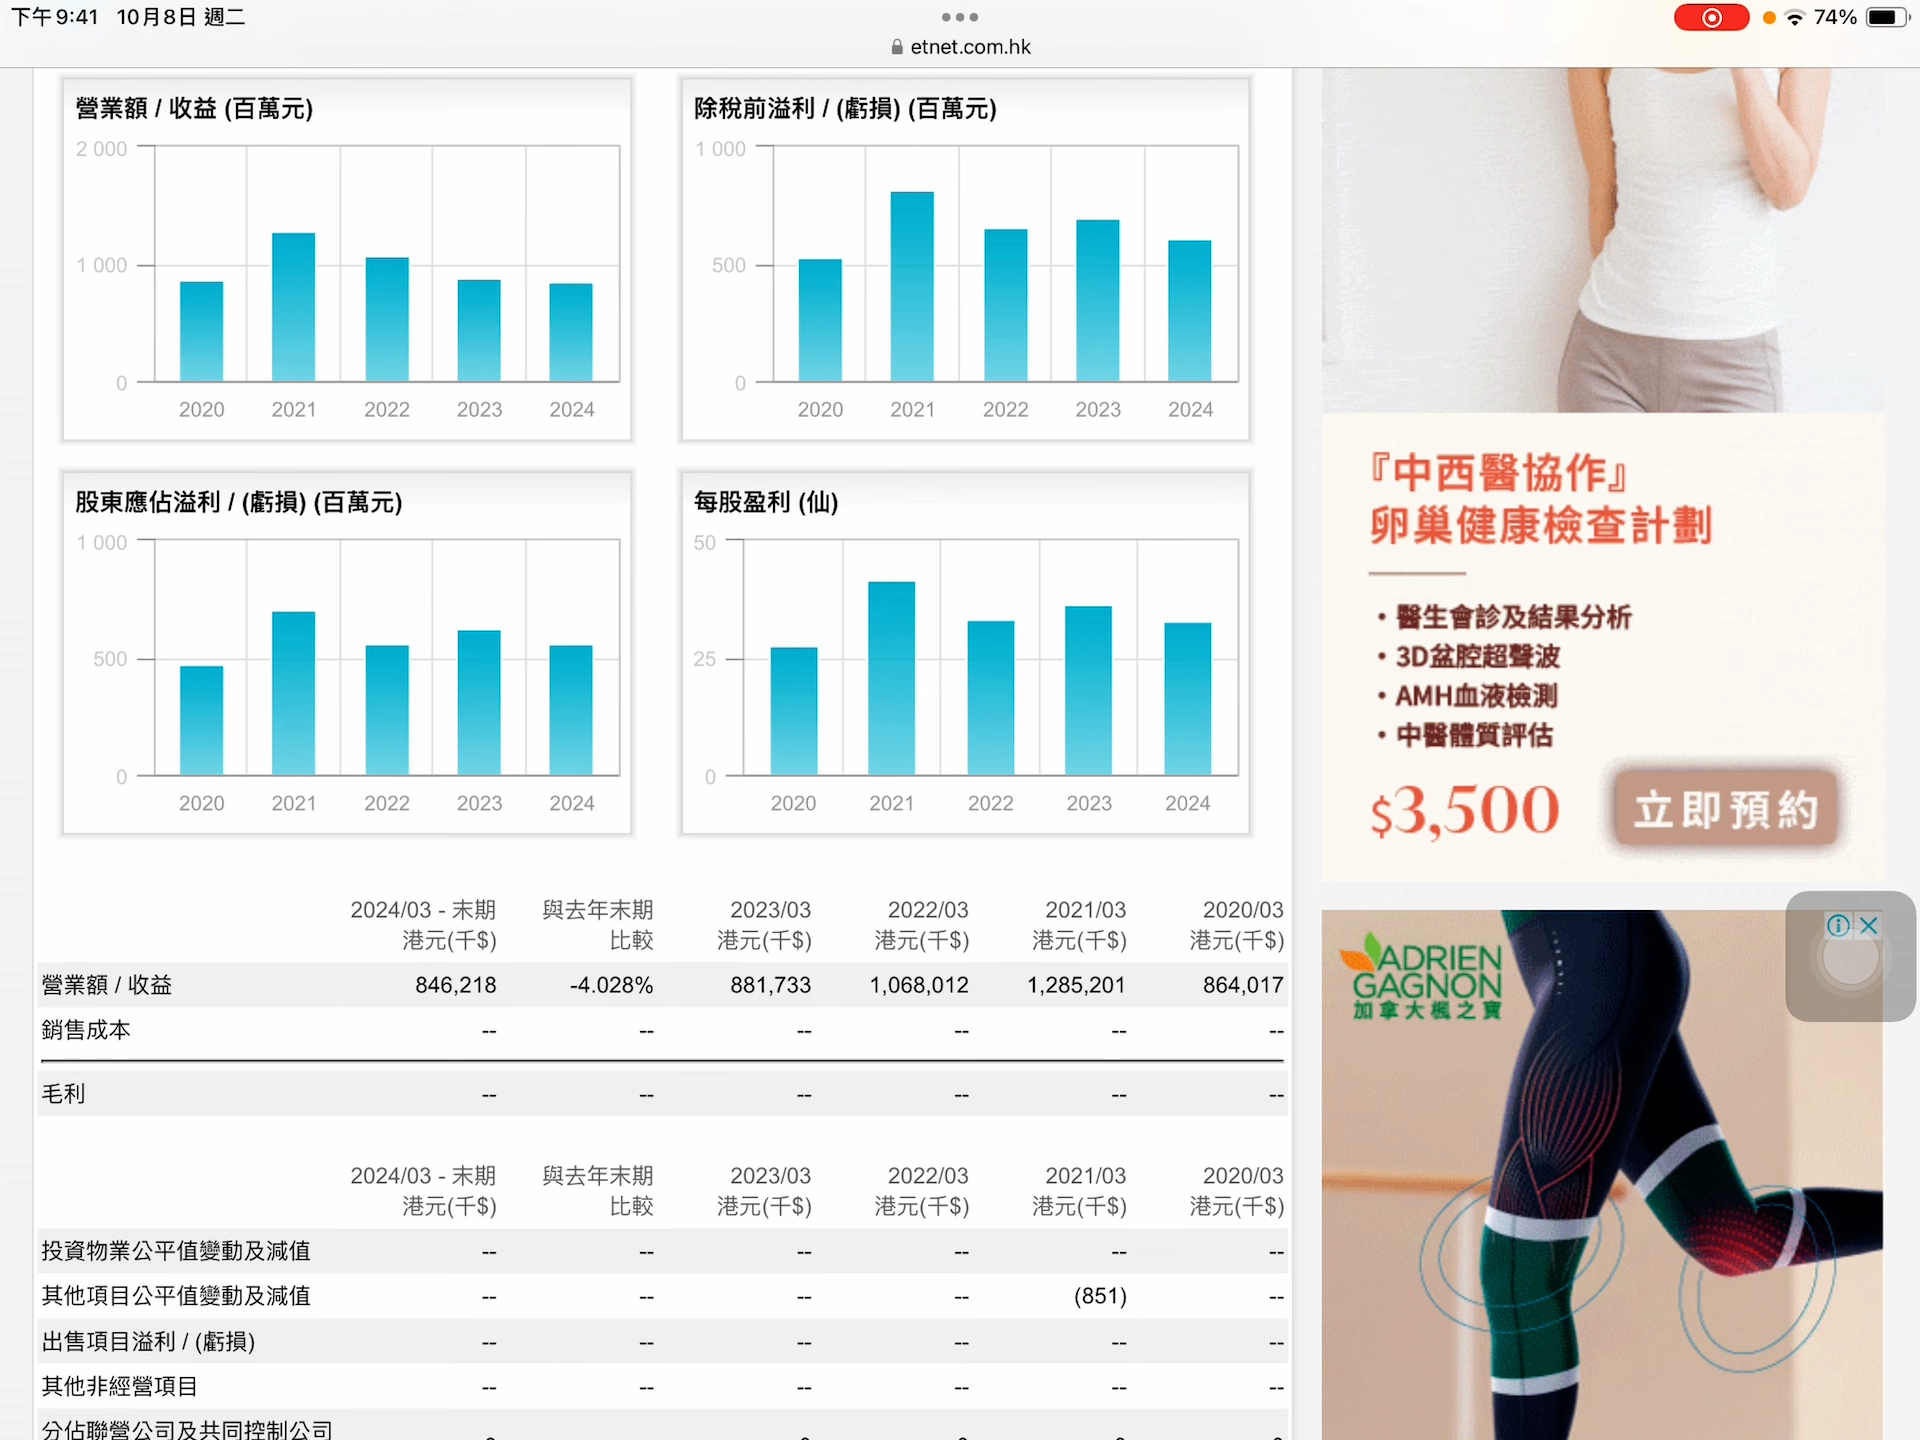 下午9:41 10月8日 週二
74%
etnet.com.hk
營業額 / 收益 (百萬元)
2 000
1 000
0
2020 2021 2022 2023 2024
除稅前溢利 / (虧損) (百萬元)
1 000
500
0
2020 2021 2022 2023 2024
股東應佔溢利 / (虧損) (百萬元)
1 000
500
0
2020 2021 2022 2023 2024
每股盈利 (仙)
50
25
0
2020 2021 2022 2023 2024
2024/03 - 末期 與去年末期 2023/03 2022/03 2021/03 2020/03
港元(千$) 比較 港元(千$) 港元(千$) 港元(千$) 港元(千$)
營業額 / 收益 846,218 -4.028% 881,733 1,068,012 1,285,201 864,017
銷售成本 -- -- -- -- -- --
毛利 -- -- -- -- -- --
2024/03 - 末期 與去年末期 2023/03 2022/03 2021/03 2020/03
港元(千$) 比較 港元(千$) 港元(千$) 港元(千$) 港元(千$)
投資物業公平值變動及減值 -- -- -- -- -- --
其他項目公平值變動及減值 -- -- -- -- (851) --
出售項目溢利 / (虧損) -- -- -- -- -- --
其他非經營項目 -- -- -- -- -- --
分佔聯營公司及共同控制公司
『中西醫協作』
卵巢健康檢查計劃
・醫生會診及結果分析
・3D盆腔超聲波
・AMH血液檢測
・中醫體質評估
$3,500 立即預約
ADRIEN
GAGNON
加拿大楓之寶